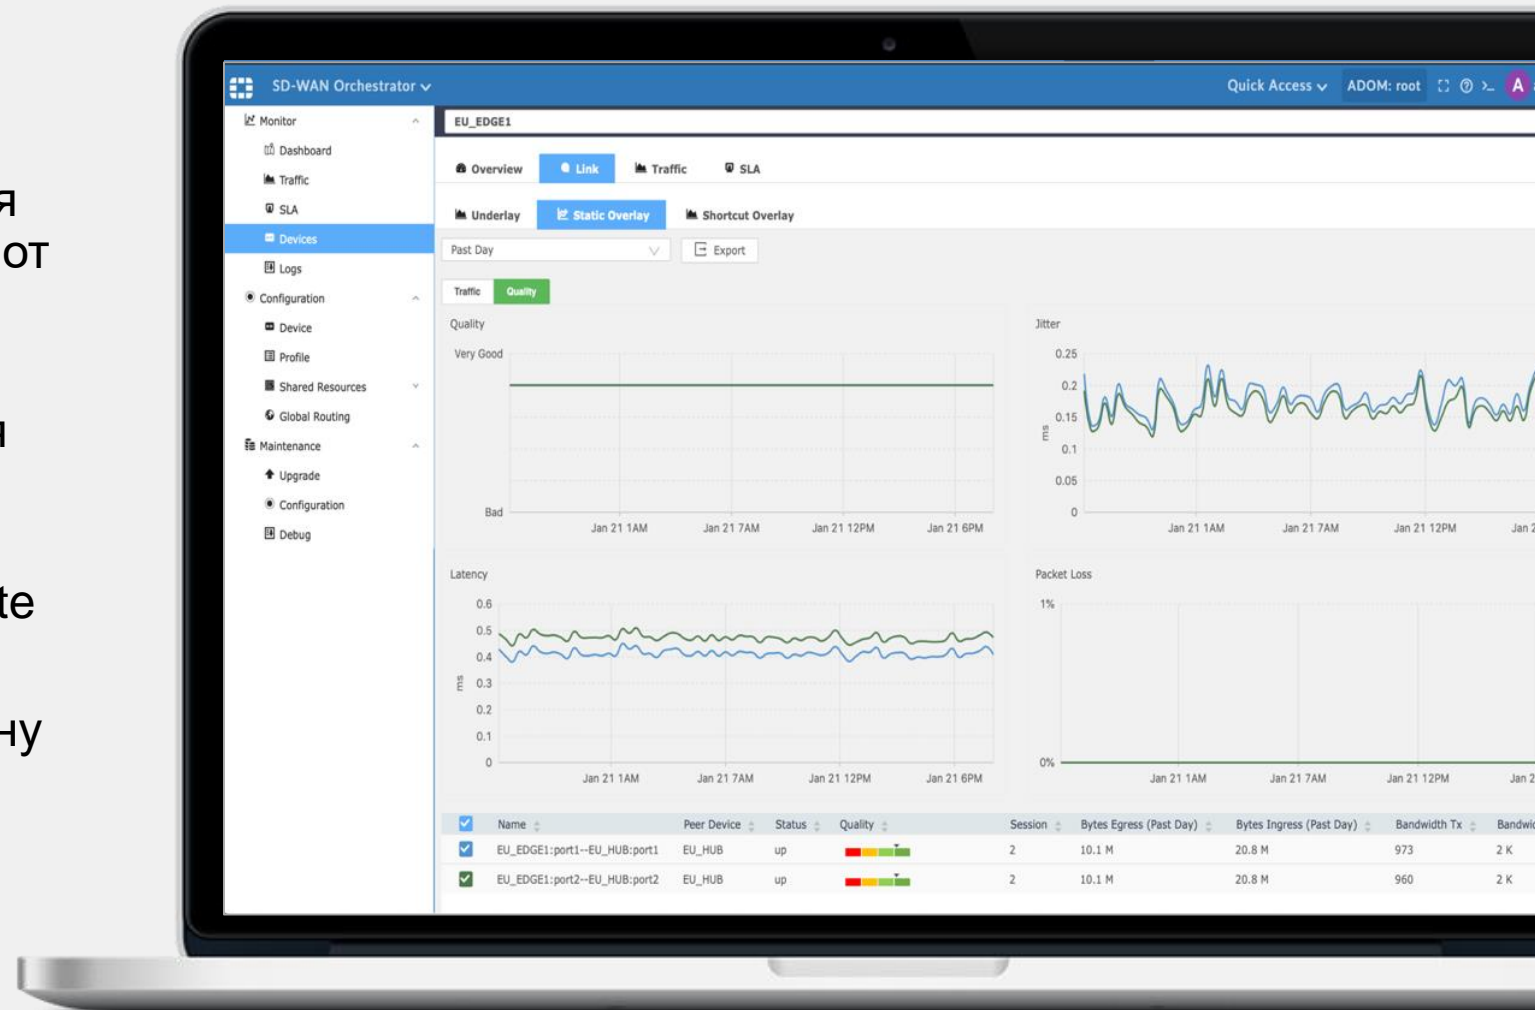 я
от
я
te
ну
SD-WAN Orchestrator
Quick Access
ADOM: root
A
Monitor
Dashboard
Traffic
SLA
Devices
Logs
Configuration
Device
Profile
Shared Resources
Global Routing
Maintenance
Upgrade
Configuration
Debug
EU_EDGE1
Overview Link Traffic SLA
Underlay Static Overlay Shortcut Overlay
Past Day Export
Traffic Quality
Quality
Very Good
Bad
Jan 21 1AM Jan 21 7AM Jan 21 12PM Jan 21 6PM
Jitter
0.25
0.2
0.15
0.1
0.05
0
ms
Jan 21 1AM Jan 21 7AM Jan 21 12PM Jan 2
Latency
0.6
0.5
0.4
0.3
0.2
0.1
0
ms
Jan 21 1AM Jan 21 7AM Jan 21 12PM Jan 21 6PM
Packet Loss
1%
0%
Jan 21 1AM Jan 21 7AM Jan 21 12PM Jan 2
Name Peer Device Status Quality Session Bytes Egress (Past Day) Bytes Ingress (Past Day) Bandwidth Tx Bandwi
EU_EDGE1:port1--EU_HUB:port1 EU_HUB up 2 10.1 M 20.8 M 973 2 K
EU_EDGE1:port2--EU_HUB:port2 EU_HUB up 2 10.1 M 20.8 M 960 2 K